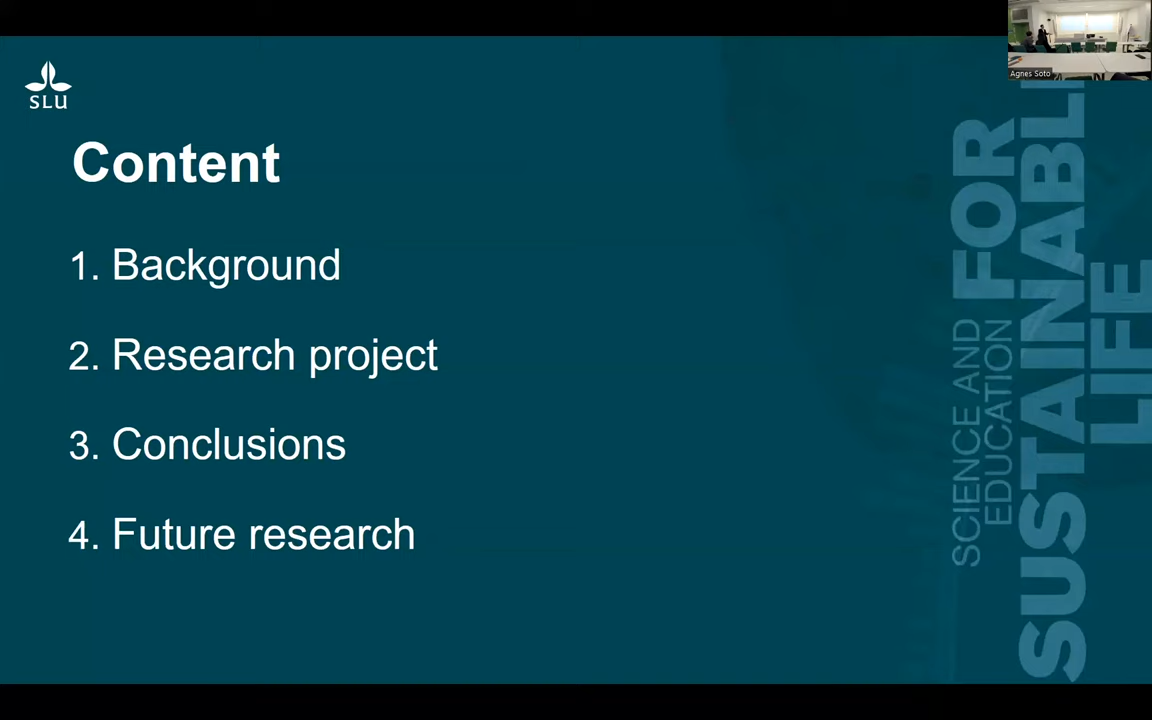 Agnes Soto
SLU
Content
1. Background
2. Research project
3. Conclusions
4. Future research
SCIENCE AND
EDUCATION
FOR
SUSTAINABLE
LIFE